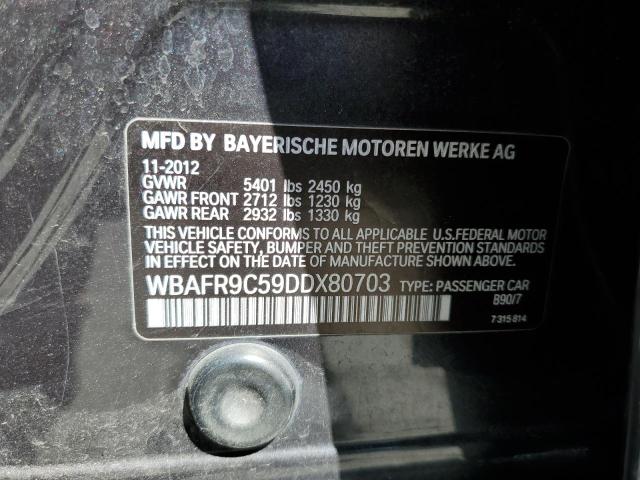 MFD BY BAYERISCHE MOTOREN WERKE AG
11-2012
GVWR 5401 lbs 2450 kg
GAWR FRONT 2712 lbs 1230 kg
GAWR REAR 2932 lbs 1330 kg
THIS VEHICLE CONFORMS TO ALL APPLICABLE U.S.FEDERAL MOTOR
VEHICLE SAFETY, BUMPER AND THEFT PREVENTION STANDARDS
IN EFFECT ON THE DATE OF MANUFACTURE SHOWN ABOVE.
WBAFR9C59DDX80703 TYPE: PASSENGER CAR
B90/7
7 315 814